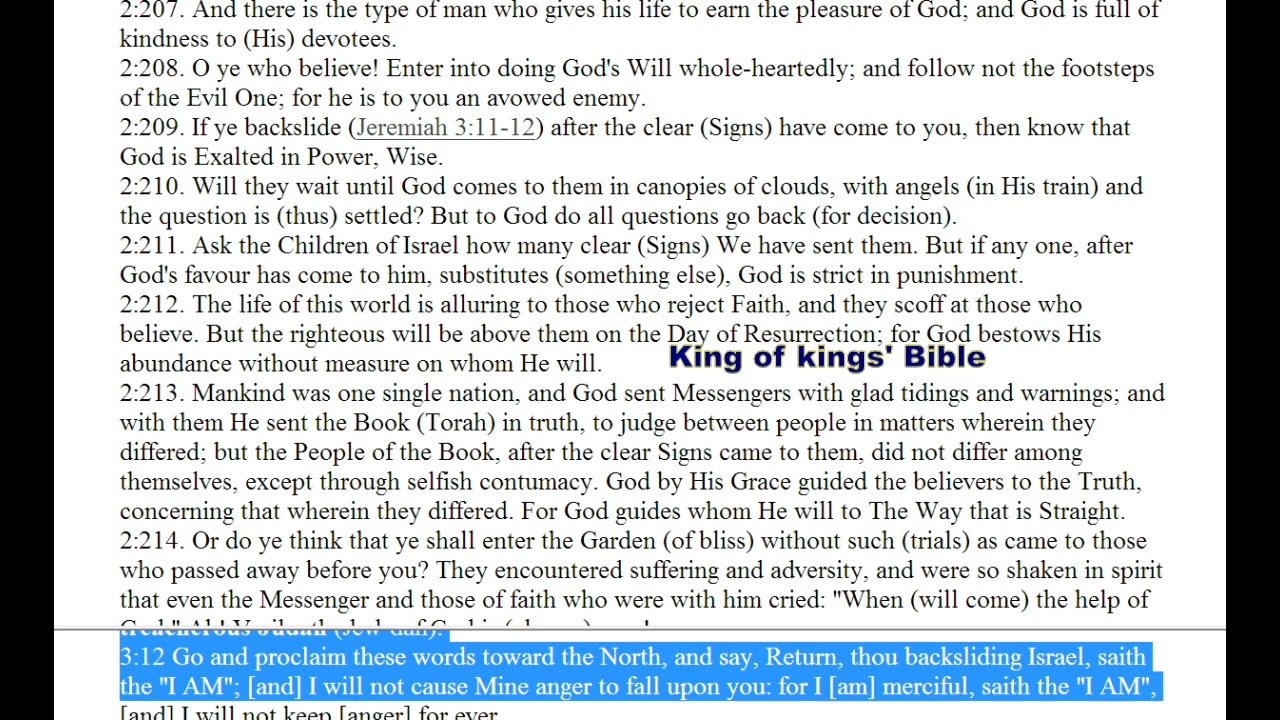 2:207. And there is the type of man who gives his life to earn the pleasure of God; and God is full of
kindness to (His) devotees.
2:208. O ye who believe! Enter into doing God's Will whole-heartedly; and follow not the footsteps
of the Evil One; for he is to you an avowed enemy.
2:209. If ye backslide (Jeremiah 3:11-12) after the clear (Signs) have come to you, then know that
God is Exalted in Power, Wise.
2:210. Will they wait until God comes to them in canopies of clouds, with angels (in His train) and
the question is (thus) settled? But to God do all questions go back (for decision).
2:211. Ask the Children of Israel how many clear (Signs) We have sent them. But if any one, after
God's favour has come to him, substitutes (something else), God is strict in punishment.
2:212. The life of this world is alluring to those who reject Faith, and they scoff at those who
believe. But the righteous will be above them on the Day of Resurrection; for God bestows His
King of kings' Bible
abundance without measure on whom He will.
2:213. Mankind was one single nation, and God sent Messengers with glad tidings and warnings; and
with them He sent the Book (Torah) in truth, to judge between people in matters wherein they
differed; but the People of the Book, after the clear Signs came to them, did not differ among
themselves, except through selfish contumacy. God by His Grace guided the believers to the Truth,
concerning that wherein they differed. For God guides whom He will to The Way that is Straight.
2:214. Or do ye think that ye shall enter the Garden (of bliss) without such (trials) as came to those
who passed away before you? They encountered suffering and adversity, and were so shaken in spirit
that even the Messenger and those of faith who were with him cried: "When (will come) the help of
treacherous Judah
3:12 Go and proclaim these words toward the North, and say, Return, thou backsliding Israel, saith
the "I AM"; [and] I will not cause Mine anger to fall upon you: for I [am] merciful, saith the "I AM",
[and] I will not keep [anger] for ever